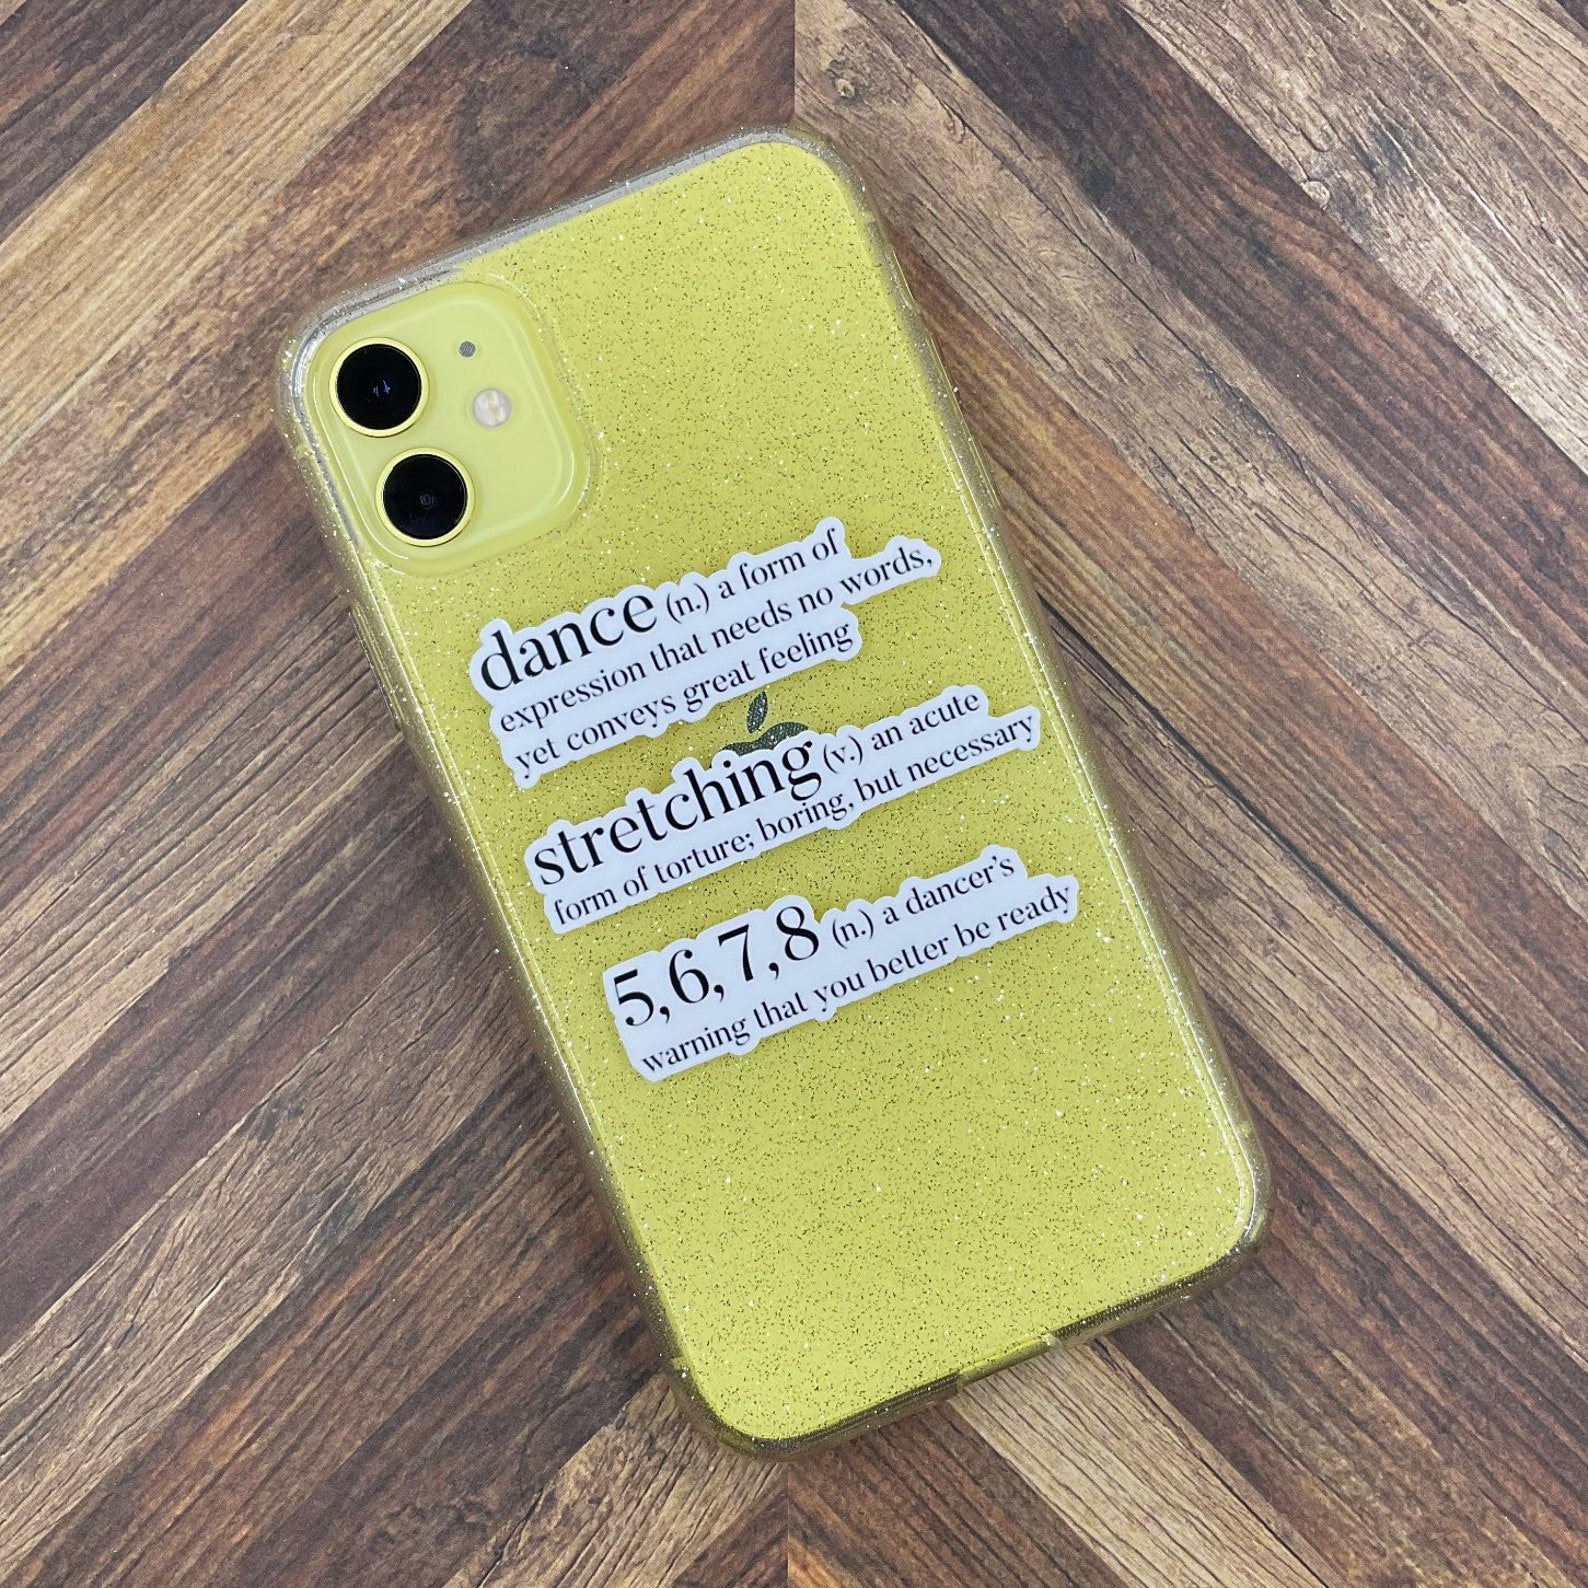 dance (n.) a form of
expression that needs no words,
yet conveys great feeling
stretching (v.) an acute
form of torture; boring, but necessary
5,6,7,8 (n.) a dancer's
warning that you better be ready